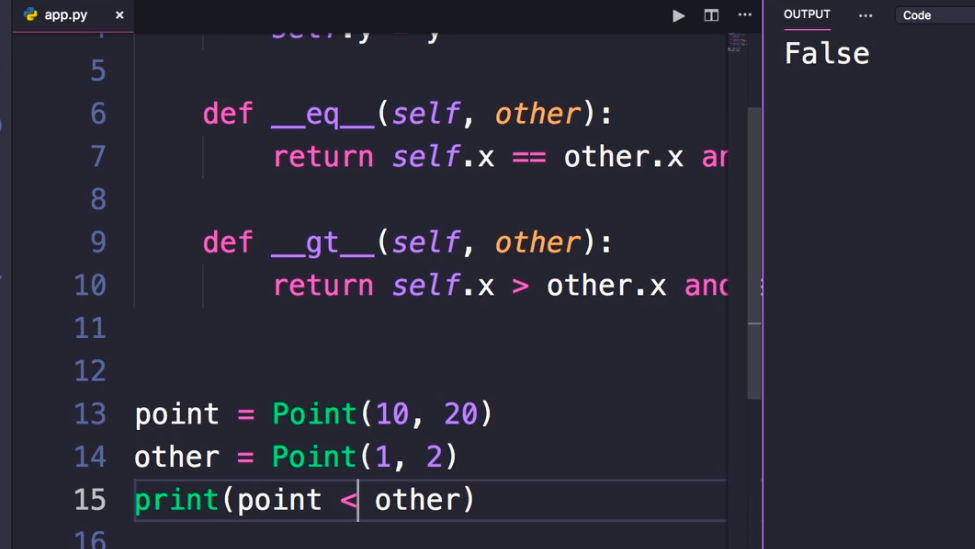 app.py ×
OUTPUT ... Code
False
4 self.y = y
5
6 def __eq__(self, other):
7 return self.x == other.x an
8
9 def __gt__(self, other):
10 return self.x > other.x and
11
12
13 point = Point(10, 20)
14 other = Point(1, 2)
15 print(point < other)
16